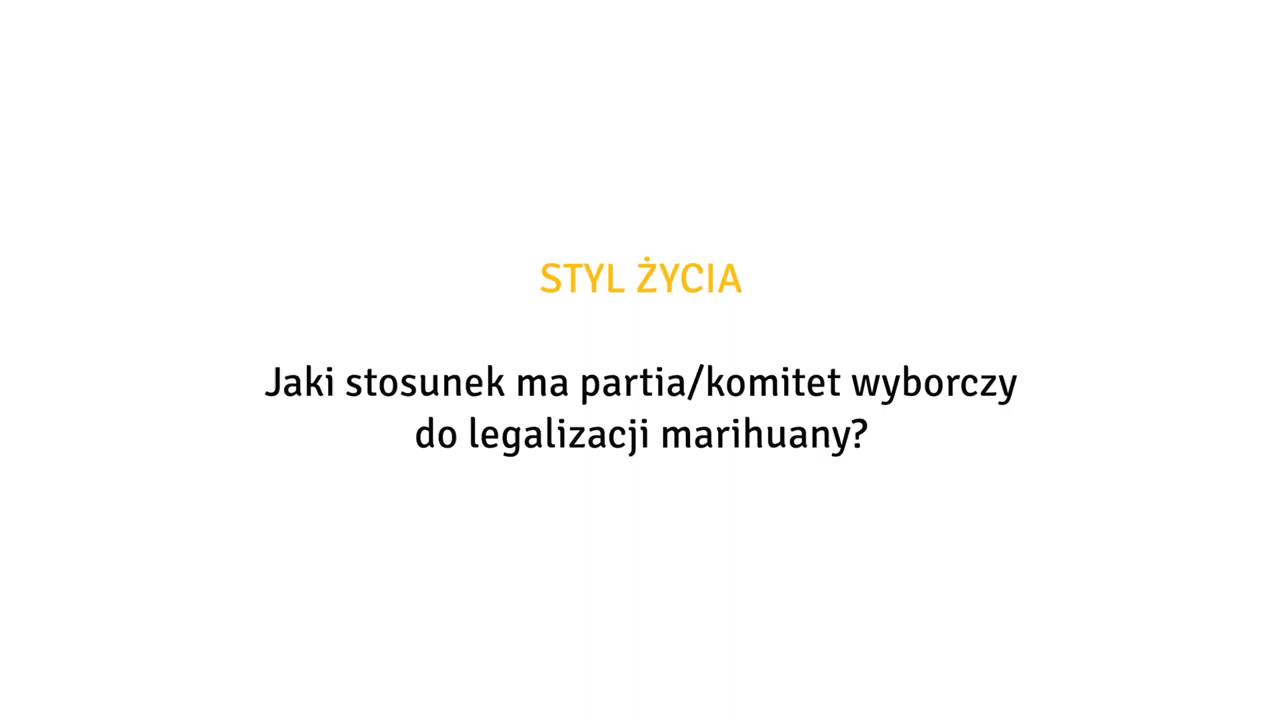 STYL ŻYCIA
Jaki stosunek ma partia/komitet wyborczy
do legalizacji marihuany?